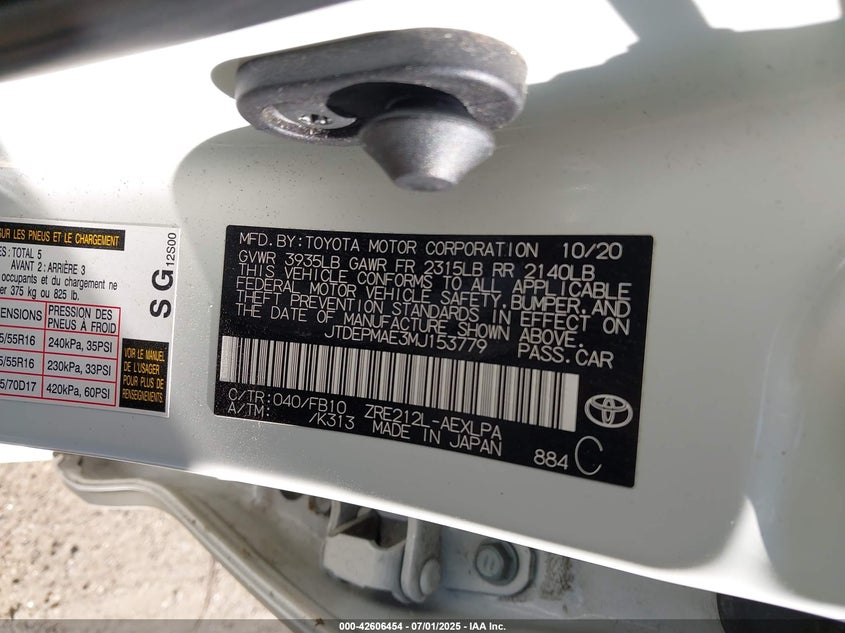 SUR LES PNEUS ET LE CHARGEMENT
TOTAL 5
AVANT 2 : ARRIÈRE 3
occupants et du chargement ne
375 kg ou 825 lb.
PRESSION DES
PNEUS À FROID
5/55R16 240kPa, 35PSI
5/55R16 230kPa, 33PSI
5/70D17 420kPa, 60PSI
VOIR LE MANUEL
DE L'USAGER
POUR PLUS DE
RENSEIGNEMENTS
SG
12S00
MFD.BY:TOYOTA MOTOR CORPORATION 10/20
GVWR 3935LB GAWR FR 2315LB RR 2140LB
THIS VEHICLE CONFORMS TO ALL APPLICABLE
FEDERAL MOTOR VEHICLE SAFETY,BUMPER,AND
THEFT PREVENTION STANDARDS IN EFFECT ON
THE DATE OF MANUFACTURE SHOWN ABOVE.
JTDEPMAE3MJ153779 PASS.CAR
C/TR:040/FB10 ZRE212L-AEXLPA
A/TM: /K313 MADE IN JAPAN
884 C
000-42606454 - 07/01/2025 - IAA Inc.